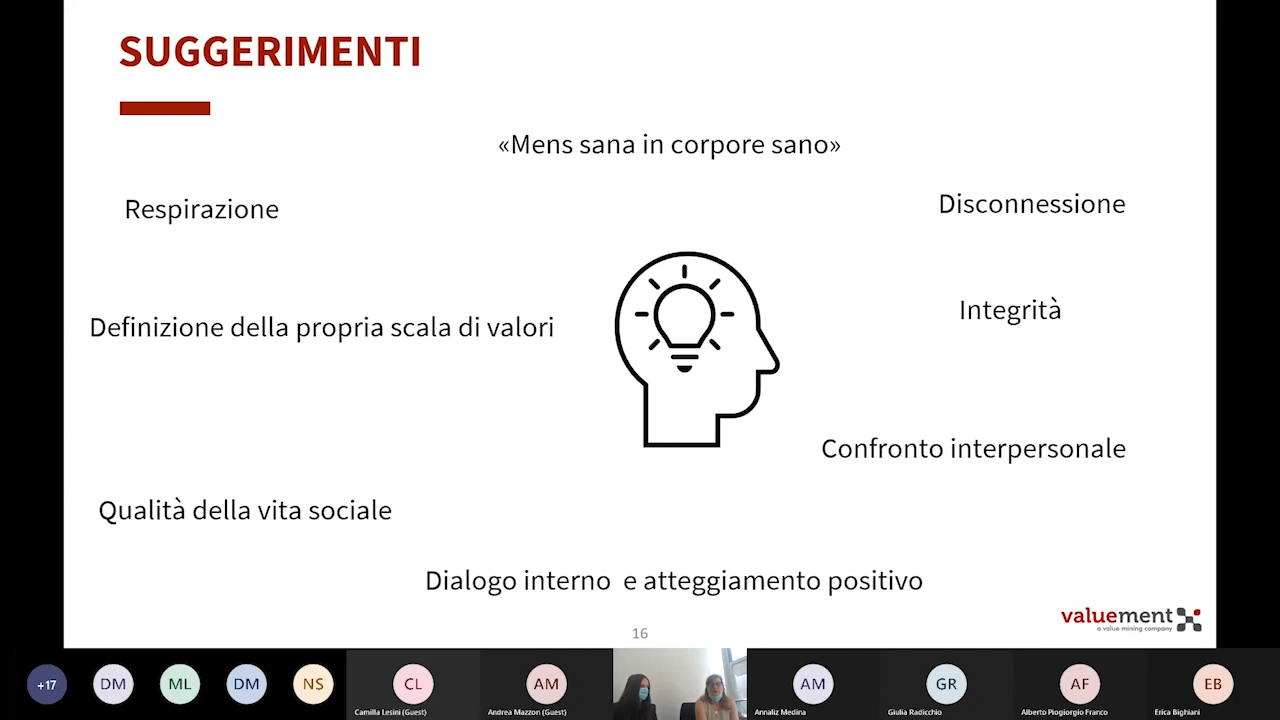 SUGGERIMENTI
«Mens sana in corpore sano»
Respirazione
Disconnessione
Integrità
Definizione della propria scala di valori
Confronto interpersonale
Qualità della vita sociale
Dialogo interno e atteggiamento positivo
valuement
a value mining company
16
+17
DM
ML
DM
NS
CL
AM
AM
GR
AF
EB
Camilla Lesini (Guest)
Andrea Mazzon (Guest)
Annaliz Medina
Giulia Radicchio
Alberto Piogiorgio Franco
Erica Bighiani